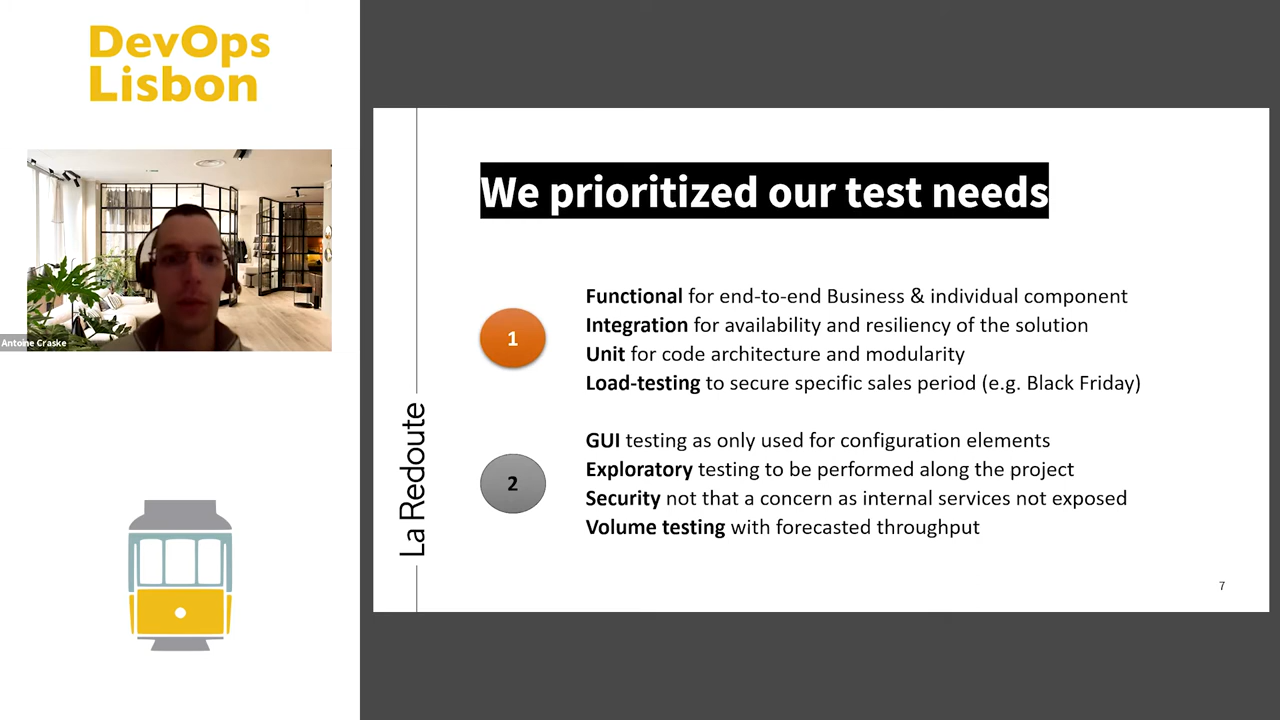 DevOps
Lisbon
Antoine Craske
We prioritized our test needs
1
Functional for end-to-end Business & individual component
Integration for availability and resiliency of the solution
Unit for code architecture and modularity
Load-testing to secure specific sales period (e.g. Black Friday)
2
GUI testing as only used for configuration elements
Exploratory testing to be performed along the project
Security not that a concern as internal services not exposed
Volume testing with forecasted throughput
La Redoute
7